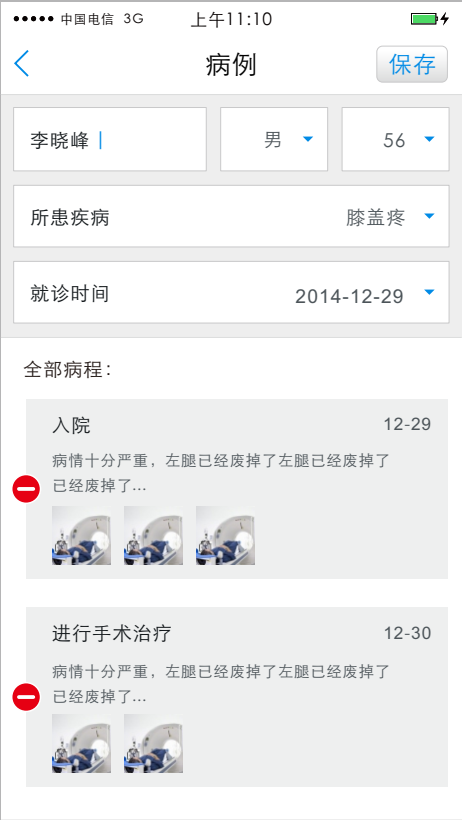 中国电信 3G 上午11:10
病例 保存
李晓峰 男 56
所患疾病 膝盖疼
就诊时间 2014-12-29
全部病程：
入院 12-29
病情十分严重，左腿已经废掉了左腿已经废掉了
已经废掉了...
进行手术治疗 12-30
病情十分严重，左腿已经废掉了左腿已经废掉了
已经废掉了...